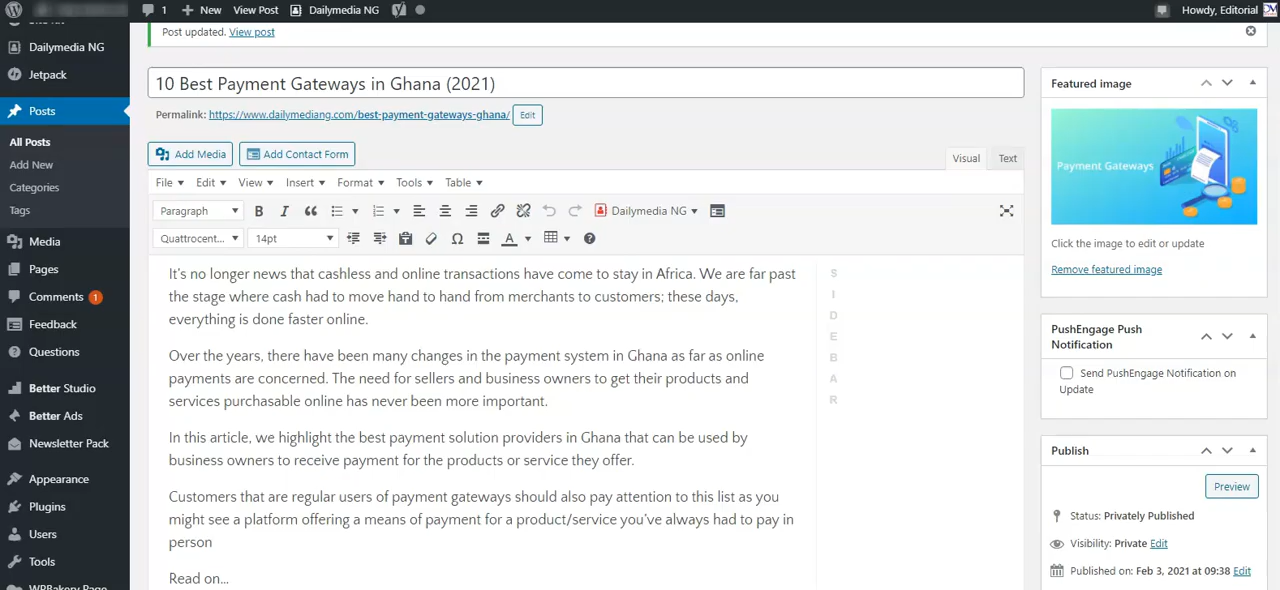 1 New View Post Dailymedia NG Howdy, Editorial
Dailymedia NG
Jetpack
Posts
All Posts
Add New
Categories
Tags
Media
Pages
Comments 1
Feedback
Questions
Better Studio
Better Ads
Newsletter Pack
Appearance
Plugins
Users
Tools
WPBakery Page
Post updated. View post
10 Best Payment Gateways in Ghana (2021)
Permalink: https://www.dailymediang.com/best-payment-gateways-ghana/ Edit
Add Media Add Contact Form
Visual Text
File Edit View Insert Format Tools Table
Paragraph B I Dailymedia NG
Quattrocent... 14pt A
It's no longer news that cashless and online transactions have come to stay in Africa. We are far past
the stage where cash had to move hand to hand from merchants to customers; these days,
everything is done faster online.
Over the years, there have been many changes in the payment system in Ghana as far as online
payments are concerned. The need for sellers and business owners to get their products and
services purchasable online has never been more important.
In this article, we highlight the best payment solution providers in Ghana that can be used by
business owners to receive payment for the products or service they offer.
Customers that are regular users of payment gateways should also pay attention to this list as you
might see a platform offering a means of payment for a product/service you've always had to pay in
person
Read on...
S
I
D
E
B
A
R
Featured image
Payment Gateways
Click the image to edit or update
Remove featured image
PushEngage Push
Notification
Send PushEngage Notification on
Update
Publish
Preview
Status: Privately Published
Visibility: Private Edit
Published on: Feb 3, 2021 at 09:38 Edit